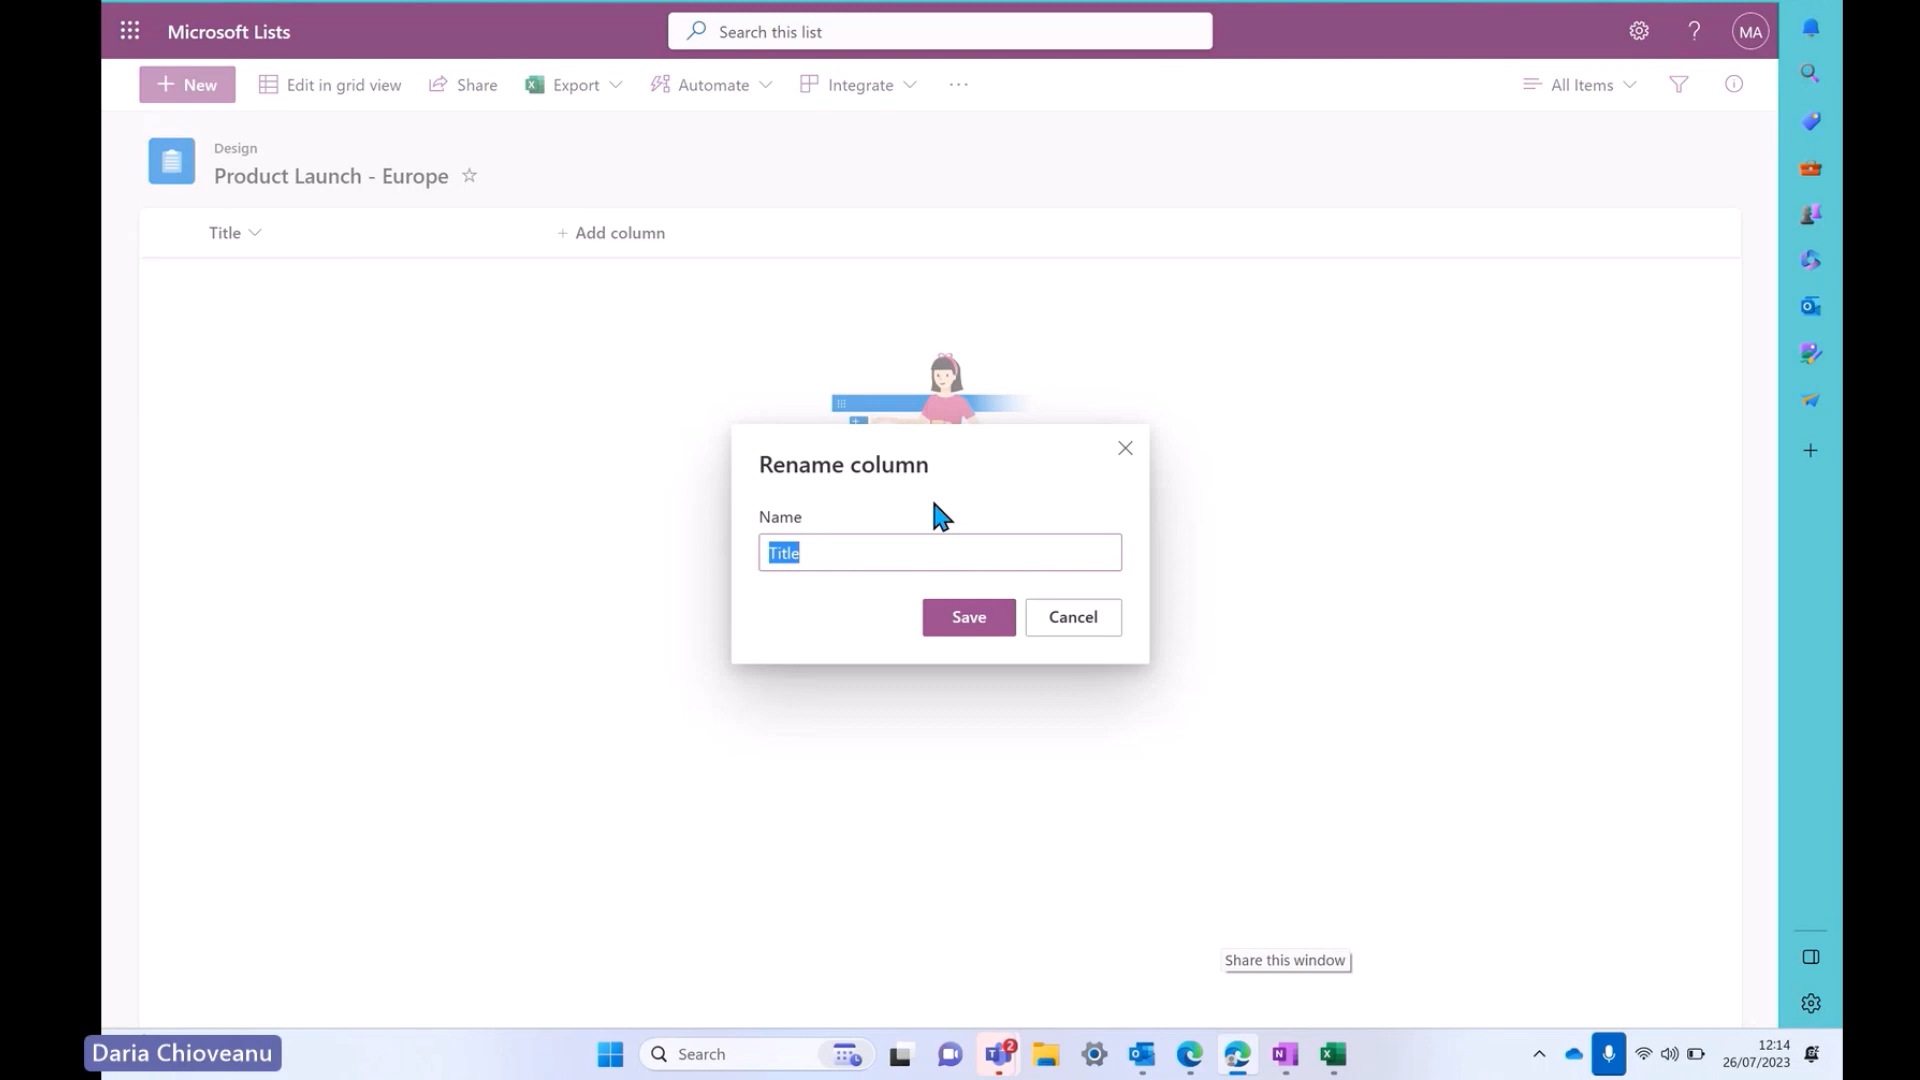 Microsoft Lists
Search this list
MA
New
Edit in grid view
Share
Export
Automate
Integrate
All Items
Design
Product Launch - Europe
Title
Add column
Rename column
Name
Title
Save
Cancel
Share this window
Daria Chioveanu
Search
2
12:14
26/07/2023